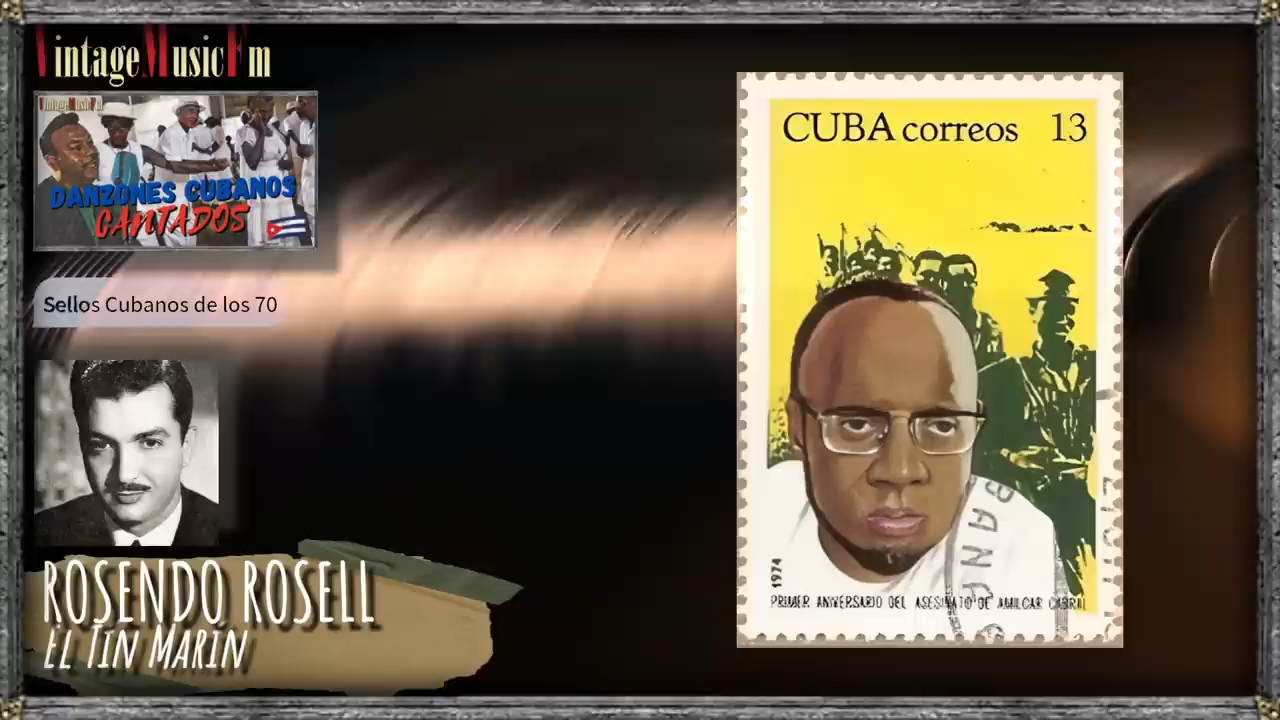 VintageMusicFm
VintageMusicFm
DANZONES CUBANOS
CANTADOS
Sellos Cubanos de los 70
ROSENDO ROSELL
EL TIN MARIN
CUBA correos 13
1974
PRIMER ANIVERSARIO DEL ASESINATO DE AMILCAR CABRAL